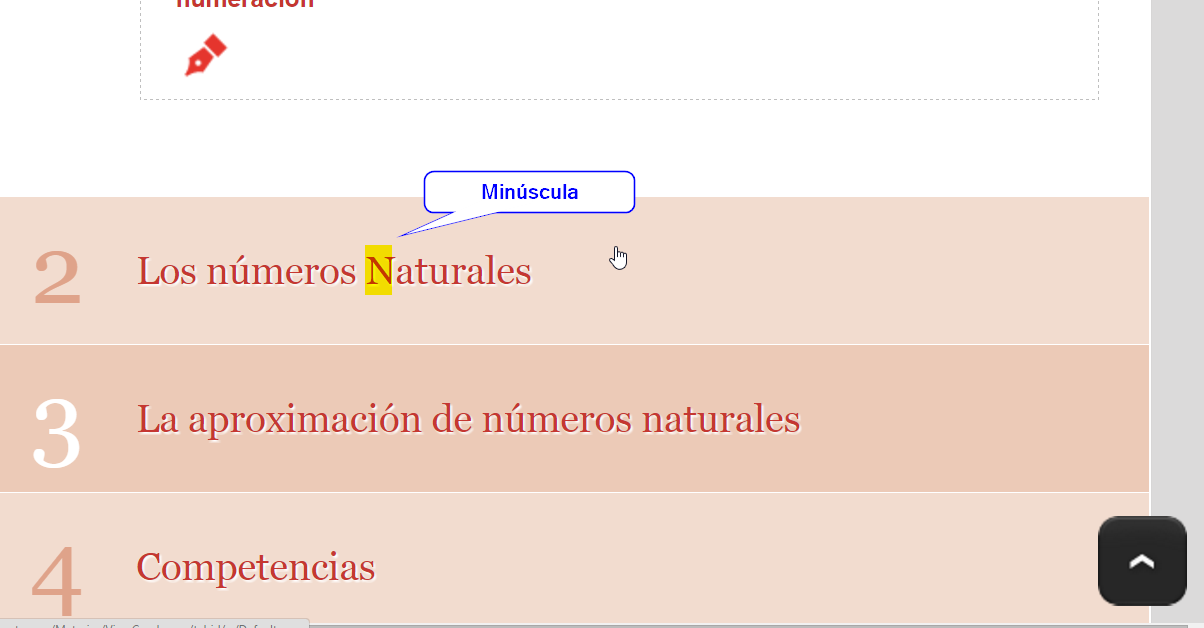 numeración
Minúscula
2
Los números Naturales
3
La aproximación de números naturales
4
Competencias